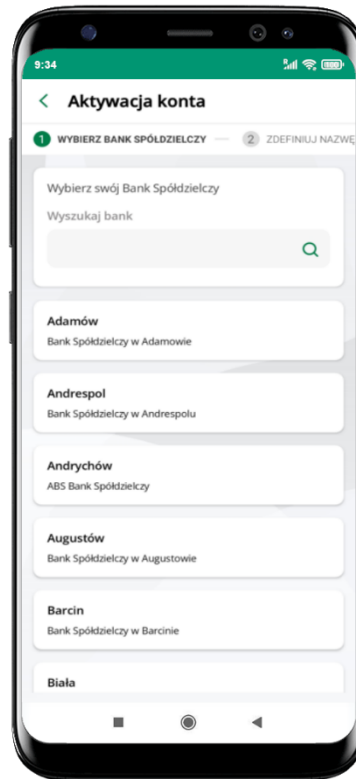 9:34
Aktywacja konta
1 WYBIERZ BANK SPÓŁDZIELCZY — 2 ZDEFINIUJ NAZWĘ
Wybierz swój Bank Spółdzielczy
Wyszukaj bank
Adamów
Bank Spółdzielczy w Adamowie
Andrespol
Bank Spółdzielczy w Andrespolu
Andrychów
ABS Bank Spółdzielczy
Augustów
Bank Spółdzielczy w Augustowie
Barcin
Bank Spółdzielczy w Barcinie
Biała